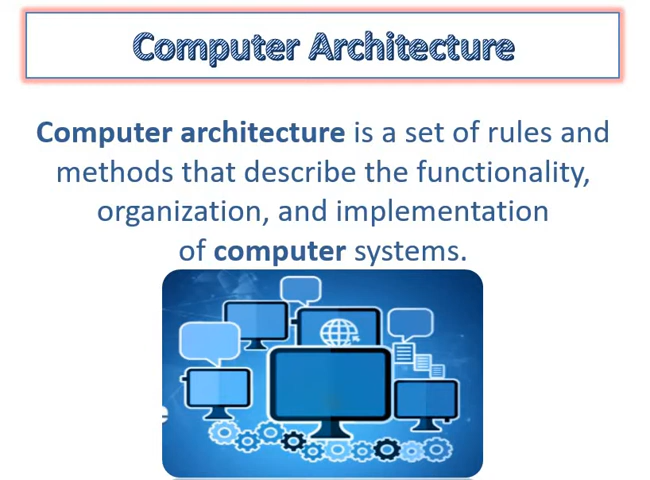 Computer Architecture
Computer architecture is a set of rules and
methods that describe the functionality,
organization, and implementation
of computer systems.
e